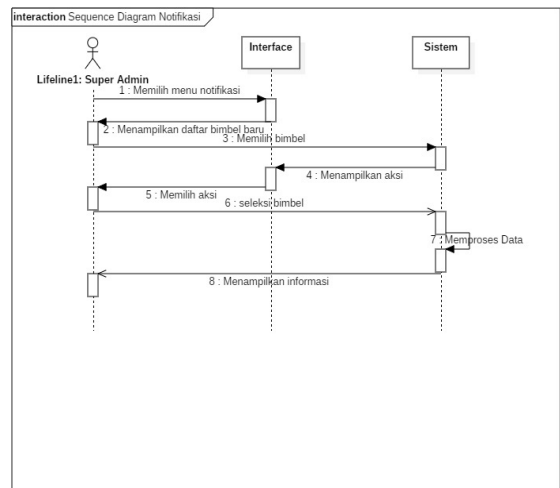 interaction Sequence Diagram Notifikasi
Interface
Sistem
Lifeline1: Super Admin
1 : Memilih menu notifikasi
2 : Menampilkan daftar bimbel baru
3 : Memilih bimbel
4 : Menampilkan aksi
5 : Memilih aksi
6 : seleksi bimbel
7 : Memproses Data
8 : Menampilkan informasi